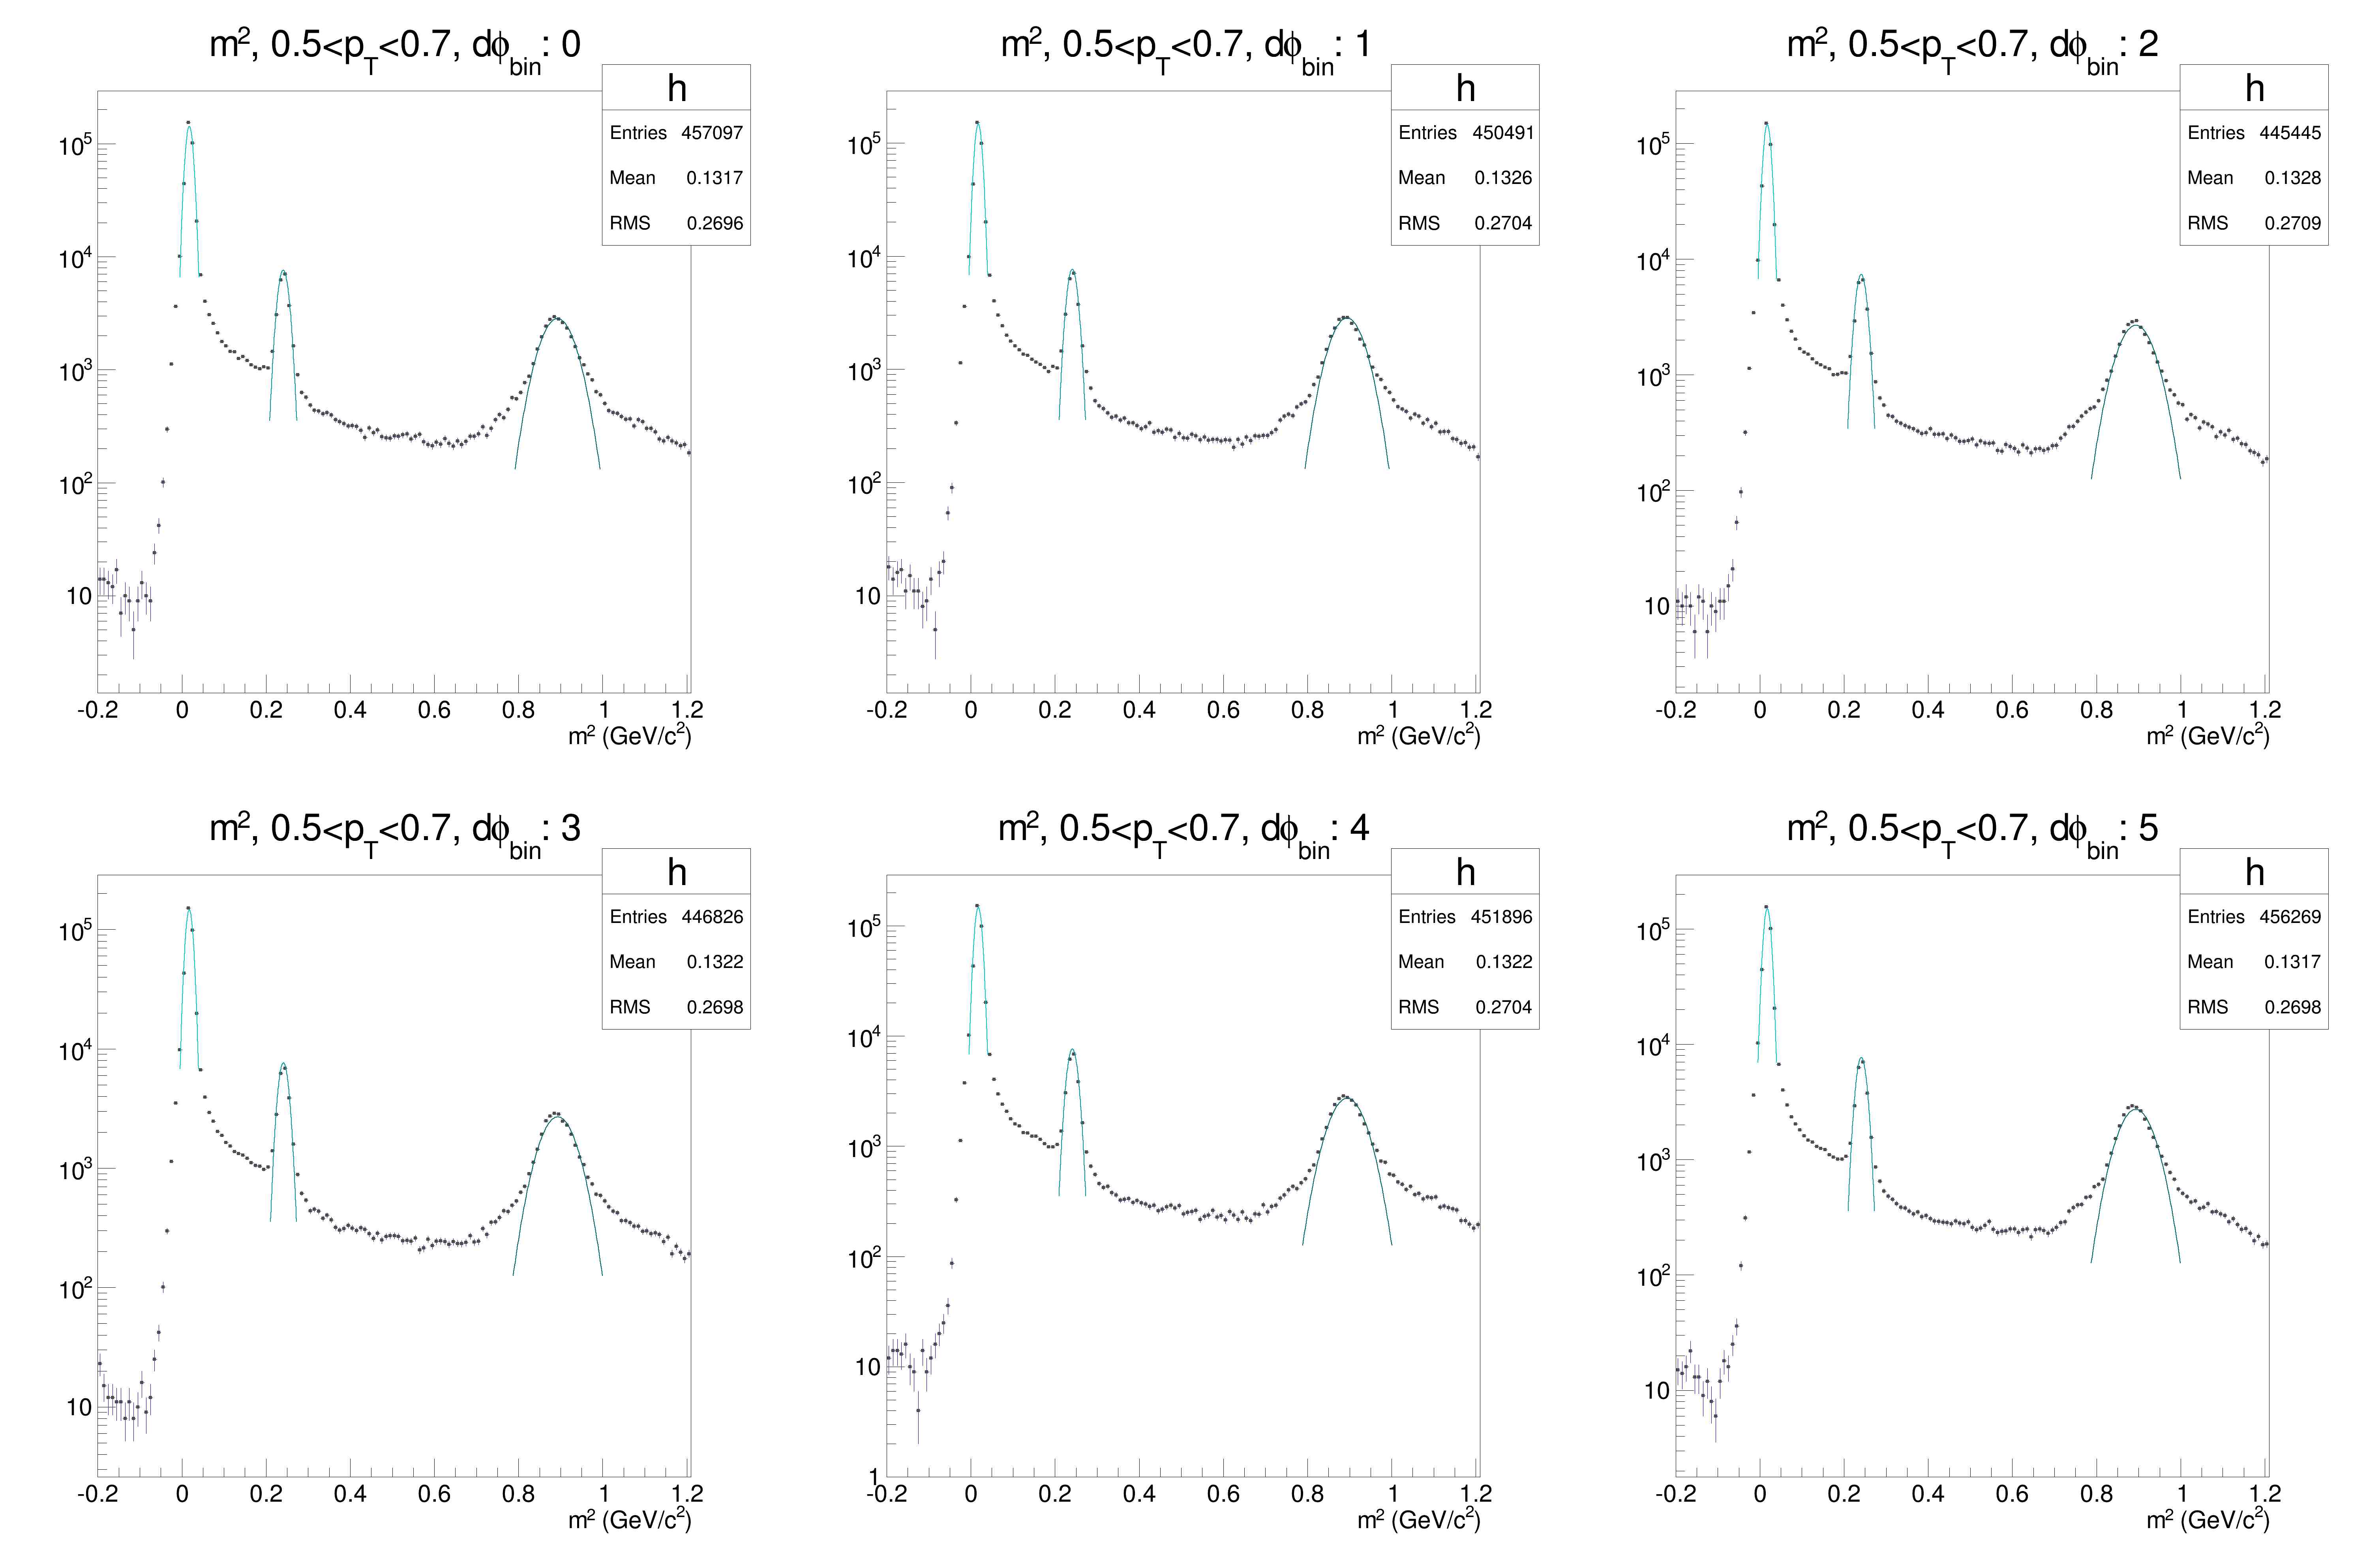 m², 0.5<p_T<0.7, dϕ_bin: 0
h
Entries 457097
Mean 0.1317
RMS 0.2696
10⁵
10⁴
10³
10²
10
-0.2 0 0.2 0.4 0.6 0.8 1 1.2
m² (GeV/c²)
m², 0.5<p_T<0.7, dϕ_bin: 1
h
Entries 450491
Mean 0.1326
RMS 0.2704
10⁵
10⁴
10³
10²
10
-0.2 0 0.2 0.4 0.6 0.8 1 1.2
m² (GeV/c²)
m², 0.5<p_T<0.7, dϕ_bin: 2
h
Entries 445445
Mean 0.1328
RMS 0.2709
10⁵
10⁴
10³
10²
10
-0.2 0 0.2 0.4 0.6 0.8 1 1.2
m² (GeV/c²)
m², 0.5<p_T<0.7, dϕ_bin: 3
h
Entries 446826
Mean 0.1322
RMS 0.2698
10⁵
10⁴
10³
10²
10
-0.2 0 0.2 0.4 0.6 0.8 1 1.2
m² (GeV/c²)
m², 0.5<p_T<0.7, dϕ_bin: 4
h
Entries 451896
Mean 0.1322
RMS 0.2704
10⁵
10⁴
10³
10²
10
1
-0.2 0 0.2 0.4 0.6 0.8 1 1.2
m² (GeV/c²)
m², 0.5<p_T<0.7, dϕ_bin: 5
h
Entries 456269
Mean 0.1317
RMS 0.2698
10⁵
10⁴
10³
10²
10
-0.2 0 0.2 0.4 0.6 0.8 1 1.2
m² (GeV/c²)